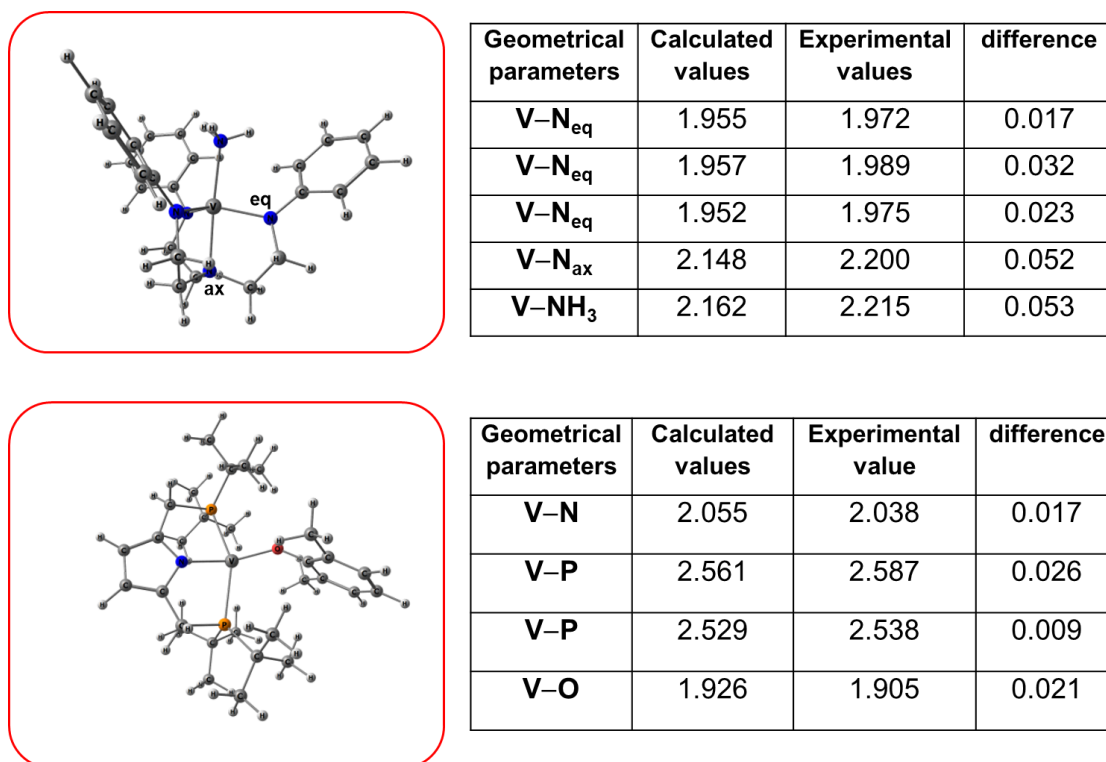 eq
ax
Geometrical parameters Calculated values Experimental values difference
V–Neq 1.955 1.972 0.017
V–Neq 1.957 1.989 0.032
V–Neq 1.952 1.975 0.023
V–Nax 2.148 2.200 0.052
V–NH3 2.162 2.215 0.053
Geometrical parameters Calculated values Experimental value difference
V–N 2.055 2.038 0.017
V–P 2.561 2.587 0.026
V–P 2.529 2.538 0.009
V–O 1.926 1.905 0.021